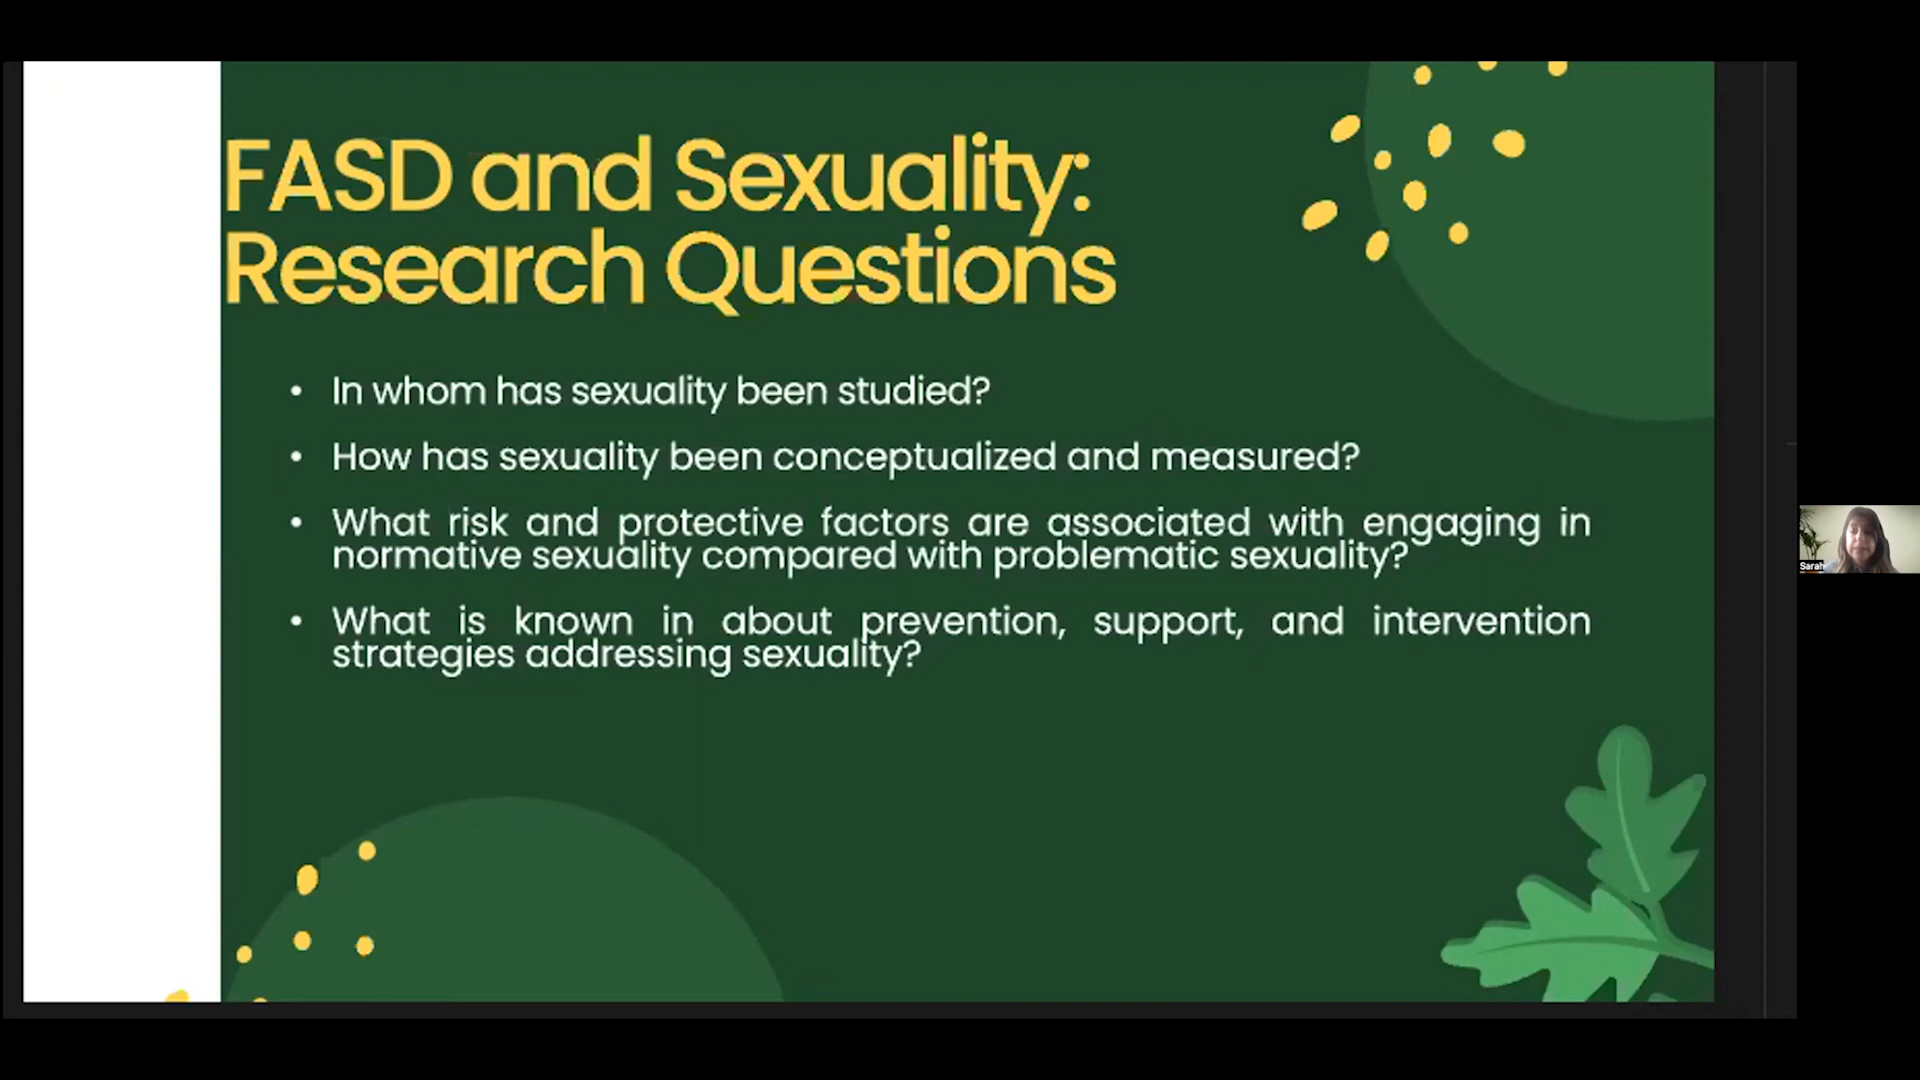 FASD and Sexuality:
Research Questions
• In whom has sexuality been studied?
• How has sexuality been conceptualized and measured?
• What risk and protective factors are associated with engaging in
normative sexuality compared with problematic sexuality?
• What is known in about prevention, support, and intervention
strategies addressing sexuality?
Sarah